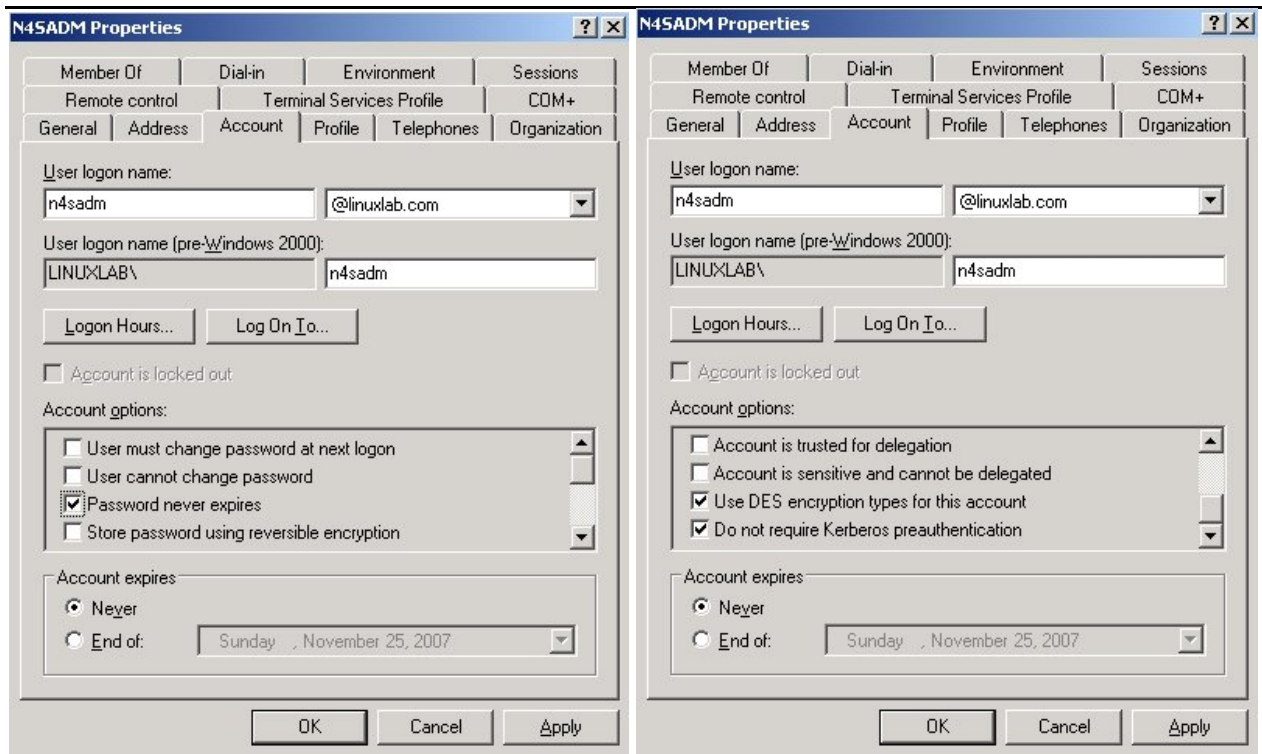 N4SADM Properties
Member Of Dial-in Environment Sessions
Remote control Terminal Services Profile COM+
General Address Account Profile Telephones Organization
User logon name:
n4sadm @linuxlab.com
User logon name (pre-Windows 2000):
LINUXLAB\ n4sadm
Logon Hours... Log On To...
Account is locked out
Account options:
User must change password at next logon
User cannot change password
Password never expires
Store password using reversible encryption
Account expires
Never
End of: Sunday , November 25, 2007
OK Cancel Apply
N4SADM Properties
Member Of Dial-in Environment Sessions
Remote control Terminal Services Profile COM+
General Address Account Profile Telephones Organization
User logon name:
n4sadm @linuxlab.com
User logon name (pre-Windows 2000):
LINUXLAB\ n4sadm
Logon Hours... Log On To...
Account is locked out
Account options:
Account is trusted for delegation
Account is sensitive and cannot be delegated
Use DES encryption types for this account
Do not require Kerberos preauthentication
Account expires
Never
End of: Sunday , November 25, 2007
OK Cancel Apply